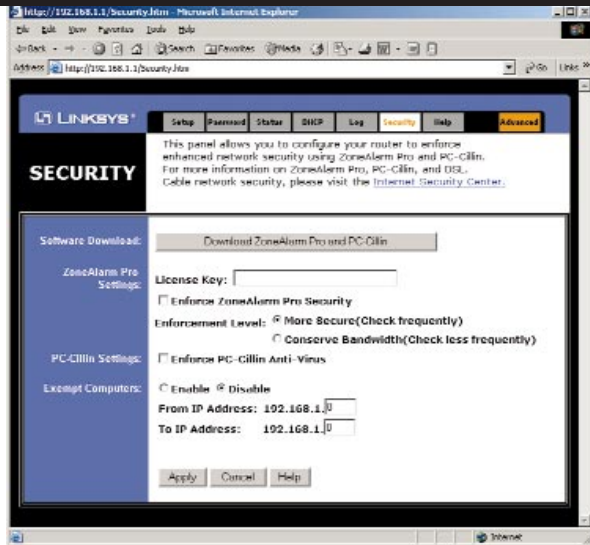 http://192.168.1.1/Security.htm - Microsoft Internet Explorer
File Edit View Favorites Tools Help
Back Search Favorites Media
Address http://192.168.1.1/Security.htm Go Links »
LINKSYS®
Setup Password Status DHCP Log Security Help Advanced
SECURITY
This panel allows you to configure your router to enforce
enhanced network security using ZoneAlarm Pro and PC-Cillin.
For more information on ZoneAlarm Pro, PC-Cillin, and DSL.
Cable network security, please visit the Internet Security Center.
Software Download: Download ZoneAlarm Pro and PC-Cillin
ZoneAlarm Pro
Settings:
License Key:
Enforce ZoneAlarm Pro Security
Enforcement Level: More Secure(Check frequently)
Conserve Bandwidth(Check less frequently)
PC-Cillin Settings: Enforce PC-Cillin Anti-Virus
Exempt Computers: Enable Disable
From IP Address: 192.168.1.0
To IP Address: 192.168.1.0
Apply Cancel Help
Internet